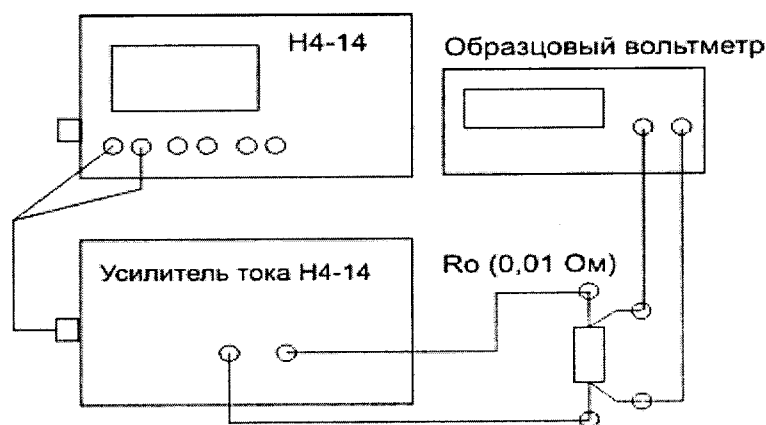 Н4-14
Образцовый вольтметр
Усилитель тока Н4-14
Ro (0,01 Ом)